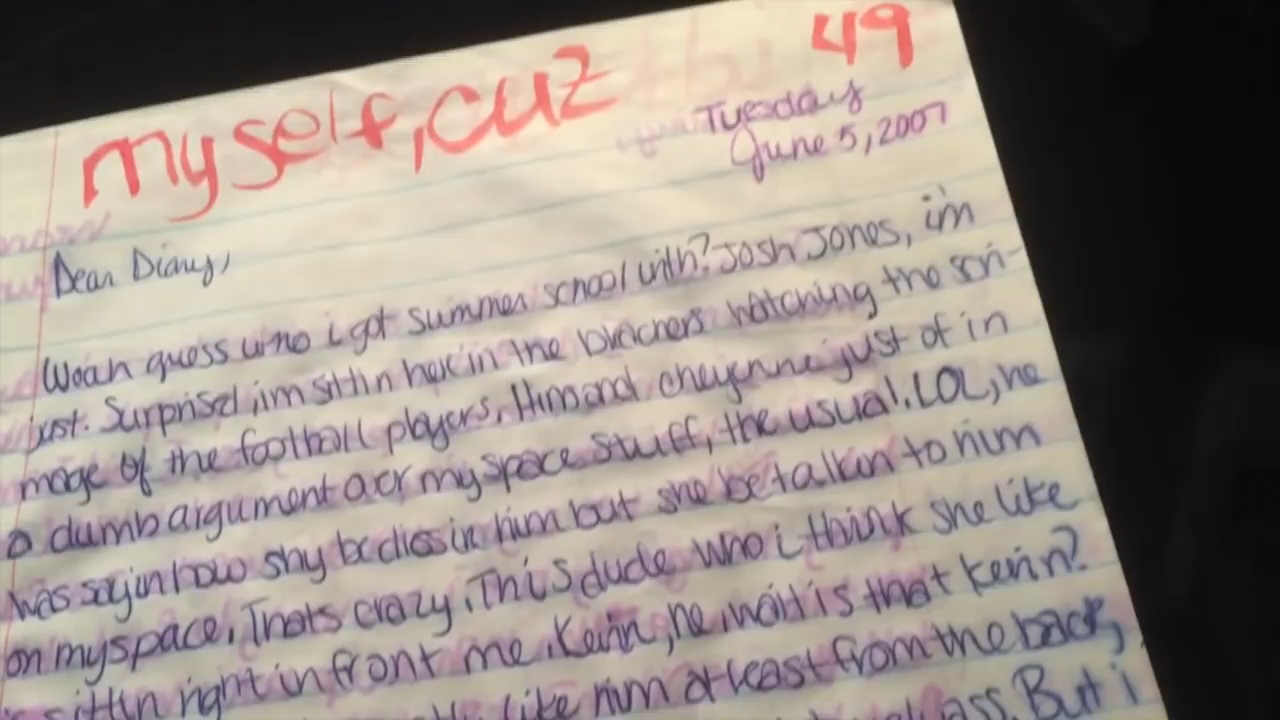 49
myself, cuz
Tuesday
June 5, 2007
Dear Diary,
Woah guess who i got summer school with? Josh Jones, i'm
just. Surprised, im sittin here in the bleachers watching the scri-
mage of the football players. Him and cheyenne just of in
a dumb argument over myspace stuff, the usual. LOL, he
was sayin how shy be diss in him but she be talkin to him
on myspace. Thats crazy. This dude who i think she like
is sittin right in front me. Kevin, he, wait is that Kevin?
like him at least from the back,
ass. But i